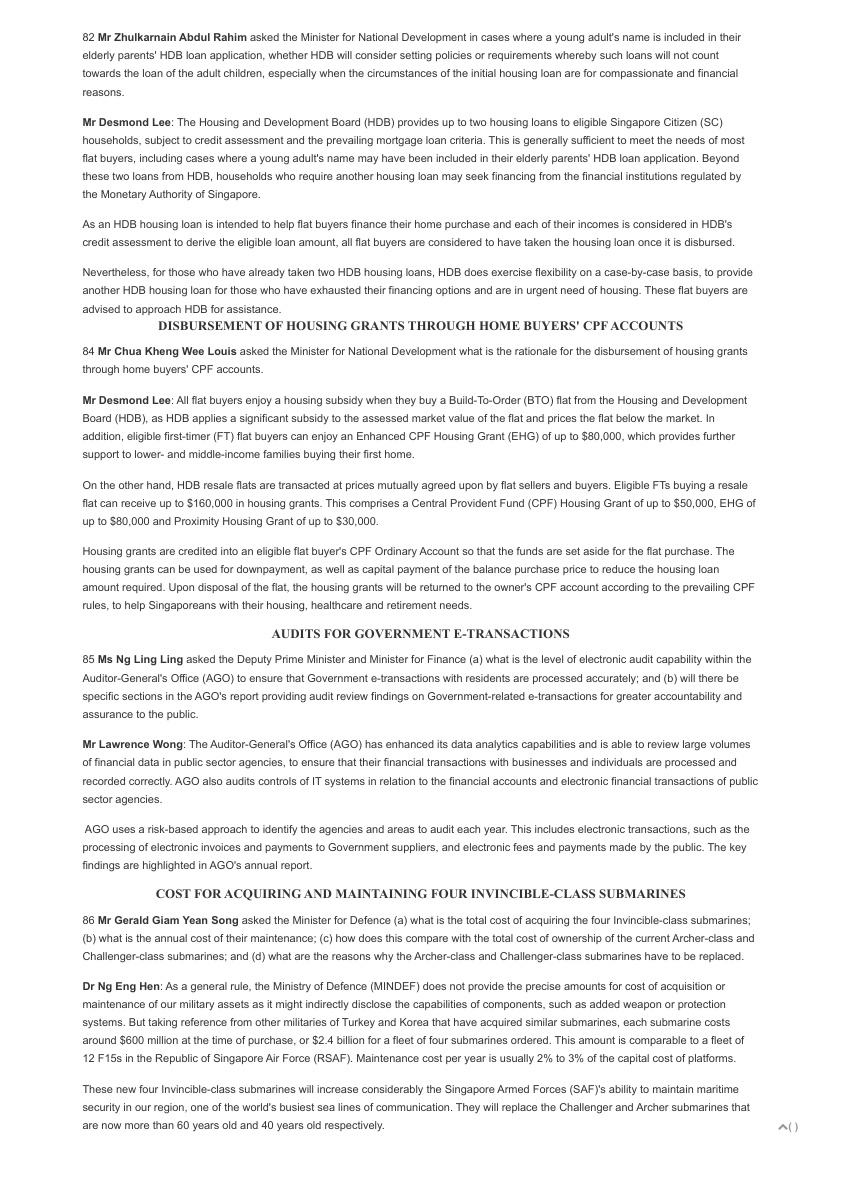 82 Mr Zhulkarnain Abdul Rahim asked the Minister for National Development in cases where a young adult's name is included in their
elderly parents' HDB loan application, whether HDB will consider setting policies or requirements whereby such loans will not count
towards the loan of the adult children, especially when the circumstances of the initial housing loan are for compassionate and financial
reasons.
Mr Desmond Lee: The Housing and Development Board (HDB) provides up to two housing loans to eligible Singapore Citizen (SC)
households, subject to credit assessment and the prevailing mortgage loan criteria. This is generally sufficient to meet the needs of most
flat buyers, including cases where a young adult's name may have been included in their elderly parents' HDB loan application. Beyond
these two loans from HDB, households who require another housing loan may seek financing from the financial institutions regulated by
the Monetary Authority of Singapore.
As an HDB housing loan is intended to help flat buyers finance their home purchase and each of their incomes is considered in HDB's
credit assessment to derive the eligible loan amount, all flat buyers are considered to have taken the housing loan once it is disbursed.
Nevertheless, for those who have already taken two HDB housing loans, HDB does exercise flexibility on a case-by-case basis, to provide
another HDB housing loan for those who have exhausted their financing options and are in urgent need of housing. These flat buyers are
advised to approach HDB for assistance.
DISBURSEMENT OF HOUSING GRANTS THROUGH HOME BUYERS' CPF ACCOUNTS
84 Mr Chua Kheng Wee Louis asked the Minister for National Development what is the rationale for the disbursement of housing grants
through home buyers' CPF accounts.
Mr Desmond Lee: All flat buyers enjoy a housing subsidy when they buy a Build-To-Order (BTO) flat from the Housing and Development
Board (HDB), as HDB applies a significant subsidy to the assessed market value of the flat and prices the flat below the market. In
addition, eligible first-timer (FT) flat buyers can enjoy an Enhanced CPF Housing Grant (EHG) of up to $80,000, which provides further
support to lower- and middle-income families buying their first home.
On the other hand, HDB resale flats are transacted at prices mutually agreed upon by flat sellers and buyers. Eligible FTs buying a resale
flat can receive up to $160,000 in housing grants. This comprises a Central Provident Fund (CPF) Housing Grant of up to $50,000, EHG of
up to $80,000 and Proximity Housing Grant of up to $30,000.
Housing grants are credited into an eligible flat buyer's CPF Ordinary Account so that the funds are set aside for the flat purchase. The
housing grants can be used for downpayment, as well as capital payment of the balance purchase price to reduce the housing loan
amount required. Upon disposal of the flat, the housing grants will be returned to the owner's CPF account according to the prevailing CPF
rules, to help Singaporeans with their housing, healthcare and retirement needs.
AUDITS FOR GOVERNMENT E-TRANSACTIONS
85 Ms Ng Ling Ling asked the Deputy Prime Minister and Minister for Finance (a) what is the level of electronic audit capability within the
Auditor-General's Office (AGO) to ensure that Government e-transactions with residents are processed accurately; and (b) will there be
specific sections in the AGO's report providing audit review findings on Government-related e-transactions for greater accountability and
assurance to the public.
Mr Lawrence Wong: The Auditor-General's Office (AGO) has enhanced its data analytics capabilities and is able to review large volumes
of financial data in public sector agencies, to ensure that their financial transactions with businesses and individuals are processed and
recorded correctly. AGO also audits controls of IT systems in relation to the financial accounts and electronic financial transactions of public
sector agencies.
AGO uses a risk-based approach to identify the agencies and areas to audit each year. This includes electronic transactions, such as the
processing of electronic invoices and payments to Government suppliers, and electronic fees and payments made by the public. The key
findings are highlighted in AGO's annual report.
COST FOR ACQUIRING AND MAINTAINING FOUR INVINCIBLE-CLASS SUBMARINES
86 Mr Gerald Giam Yean Song asked the Minister for Defence (a) what is the total cost of acquiring the four Invincible-class submarines;
(b) what is the annual cost of their maintenance; (c) how does this compare with the total cost of ownership of the current Archer-class and
Challenger-class submarines; and (d) what are the reasons why the Archer-class and Challenger-class submarines have to be replaced.
Dr Ng Eng Hen: As a general rule, the Ministry of Defence (MINDEF) does not provide the precise amounts for cost of acquisition or
maintenance of our military assets as it might indirectly disclose the capabilities of components, such as added weapon or protection
systems. But taking reference from other militaries of Turkey and Korea that have acquired similar submarines, each submarine costs
around $600 million at the time of purchase, or $2.4 billion for a fleet of four submarines ordered. This amount is comparable to a fleet of
12 F15s in the Republic of Singapore Air Force (RSAF). Maintenance cost per year is usually 2% to 3% of the capital cost of platforms.
These new four Invincible-class submarines will increase considerably the Singapore Armed Forces (SAF)'s ability to maintain maritime
security in our region, one of the world's busiest sea lines of communication. They will replace the Challenger and Archer submarines that
are now more than 60 years old and 40 years old respectively.
( )